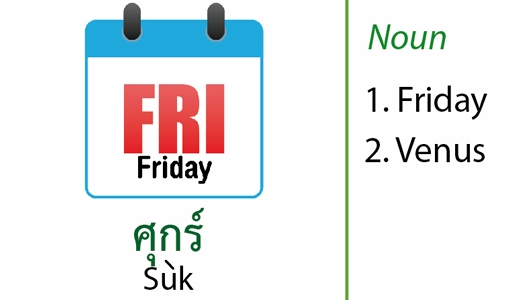 FRI
Friday
ศุกร์
Sùk
Noun
1. Friday
2. Venus